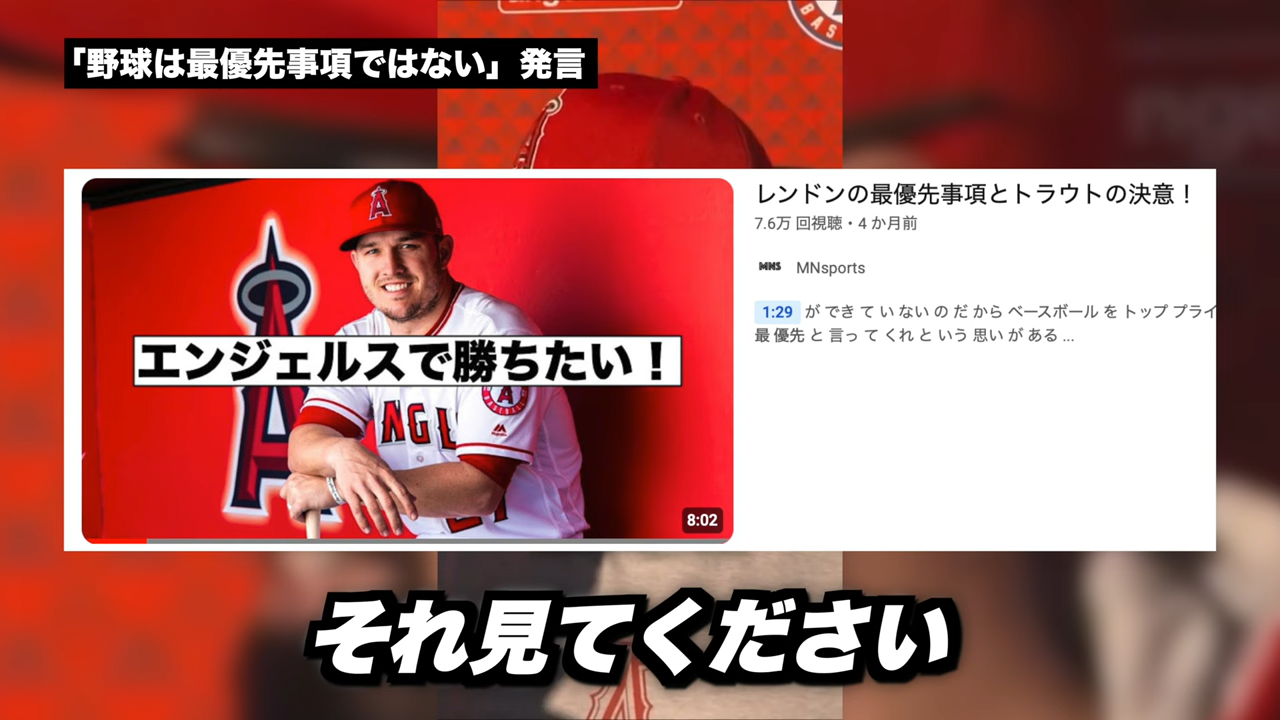 「野球は最優先事項ではない」発言
BAS
A
エンジェルスで勝ちたい！
ANGL
A
BASEBALL
8:02
レンドンの最優先事項とトラウトの決意！
7.6万 回視聴・4 か月前
MNS MNsports
1:29 が でき て い ない の だ から ベースボール を トップ プライ
最 優先 と 言っ て くれ と いう 思い が ある ...
それ見てください